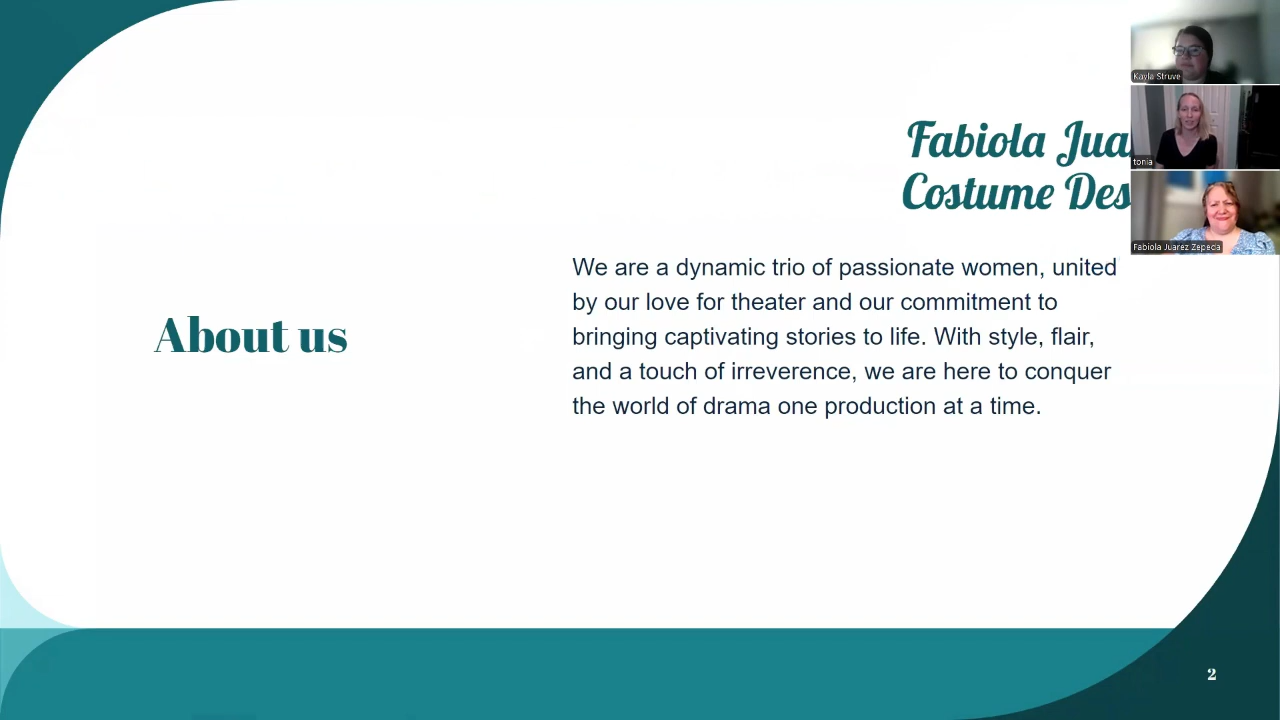 Fabiola Jua
Costume Des
We are a dynamic trio of passionate women, united
by our love for theater and our commitment to
bringing captivating stories to life. With style, flair,
and a touch of irreverence, we are here to conquer
the world of drama one production at a time.
About us
Kayla Struve
tonia
Fabiola Juarez Zepeda
2